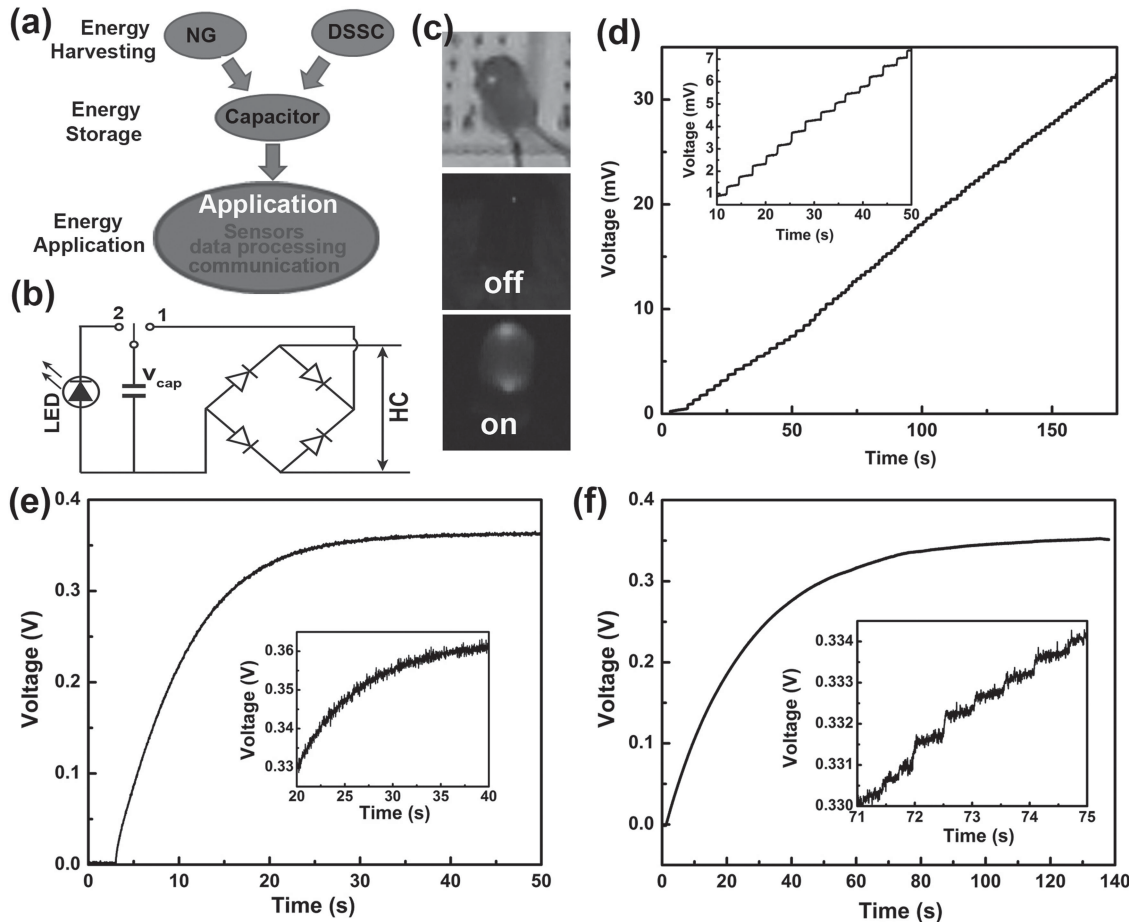 (a)
Energy
Harvesting
NG
DSSC
Energy
Storage
Capacitor
Energy
Application
Application
Sensors
data processing
communication
(b)
2
1
LED
Vcap
HC
(c)
off
on
(d)
Voltage (mV)
30
20
10
0
50
100
150
Time (s)
Voltage (mV)
7
6
5
4
3
2
1
10
20
30
40
50
Time (s)
(e)
Voltage (V)
0.4
0.3
0.2
0.1
0.0
0
10
20
30
40
50
Time (s)
Voltage (V)
0.36
0.35
0.34
0.33
20
25
30
35
40
Time (s)
(f)
Voltage (V)
0.4
0.3
0.2
0.1
0.0
0
20
40
60
80
100
120
140
Time (s)
Voltage (V)
0.334
0.333
0.332
0.331
0.330
71
72
73
74
75
Time (s)